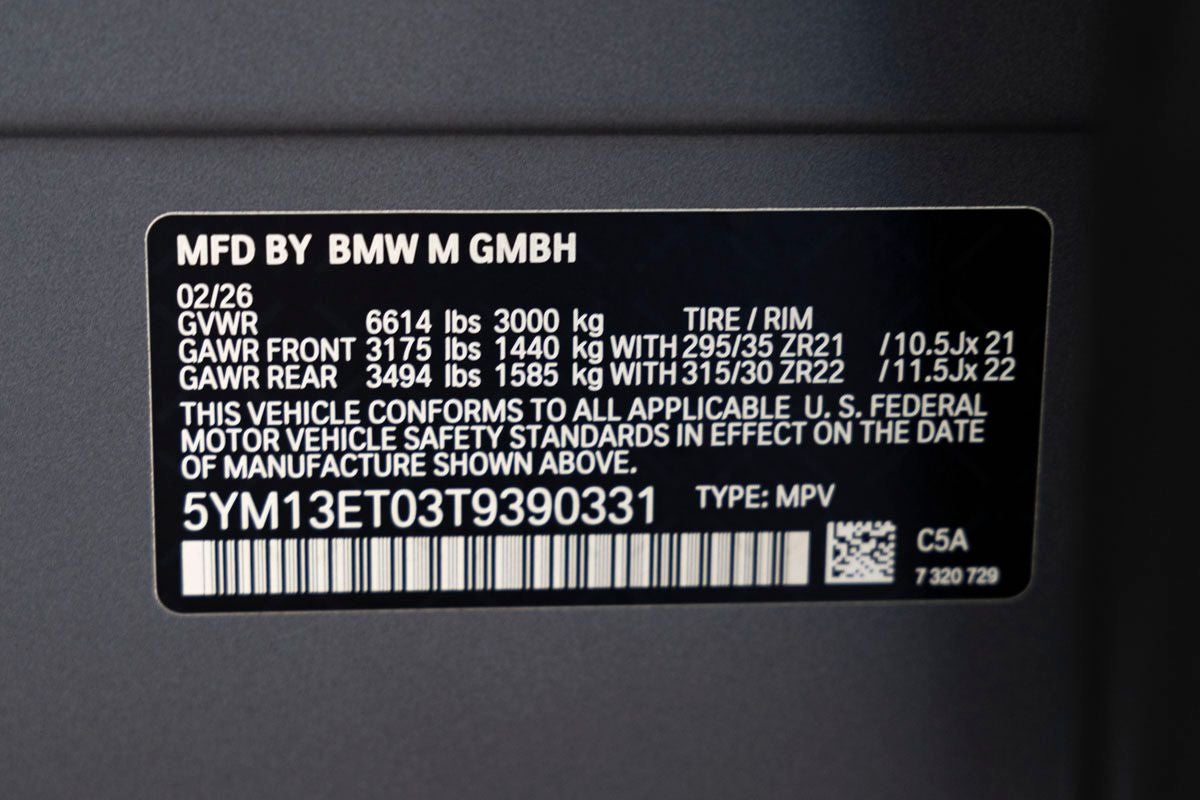 MFD BY BMW M GMBH
02/26
GVWR 6614 lbs 3000 kg TIRE / RIM
GAWR FRONT 3175 lbs 1440 kg WITH 295/35 ZR21 /10.5Jx 21
GAWR REAR 3494 lbs 1585 kg WITH 315/30 ZR22 /11.5Jx 22
THIS VEHICLE CONFORMS TO ALL APPLICABLE U. S. FEDERAL
MOTOR VEHICLE SAFETY STANDARDS IN EFFECT ON THE DATE
OF MANUFACTURE SHOWN ABOVE.
5YM13ET03T9390331 TYPE: MPV
C5A
7 320 729